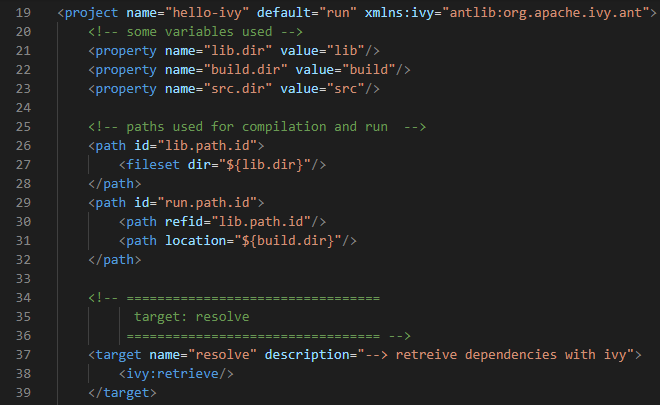 19 <project name="hello-ivy" default="run" xmlns:ivy="antlib:org.apache.ivy.ant">
20     <!-- some variables used -->
21     <property name="lib.dir" value="lib"/>
22     <property name="build.dir" value="build"/>
23     <property name="src.dir" value="src"/>
24
25     <!-- paths used for compilation and run  -->
26     <path id="lib.path.id">
27         <fileset dir="${lib.dir}"/>
28     </path>
29     <path id="run.path.id">
30         <path refid="lib.path.id"/>
31         <path location="${build.dir}"/>
32     </path>
33
34     <!-- =================================
35           target: resolve
36          ================================= -->
37     <target name="resolve" description="--> retreive dependencies with ivy">
38         <ivy:retrieve/>
39     </target>